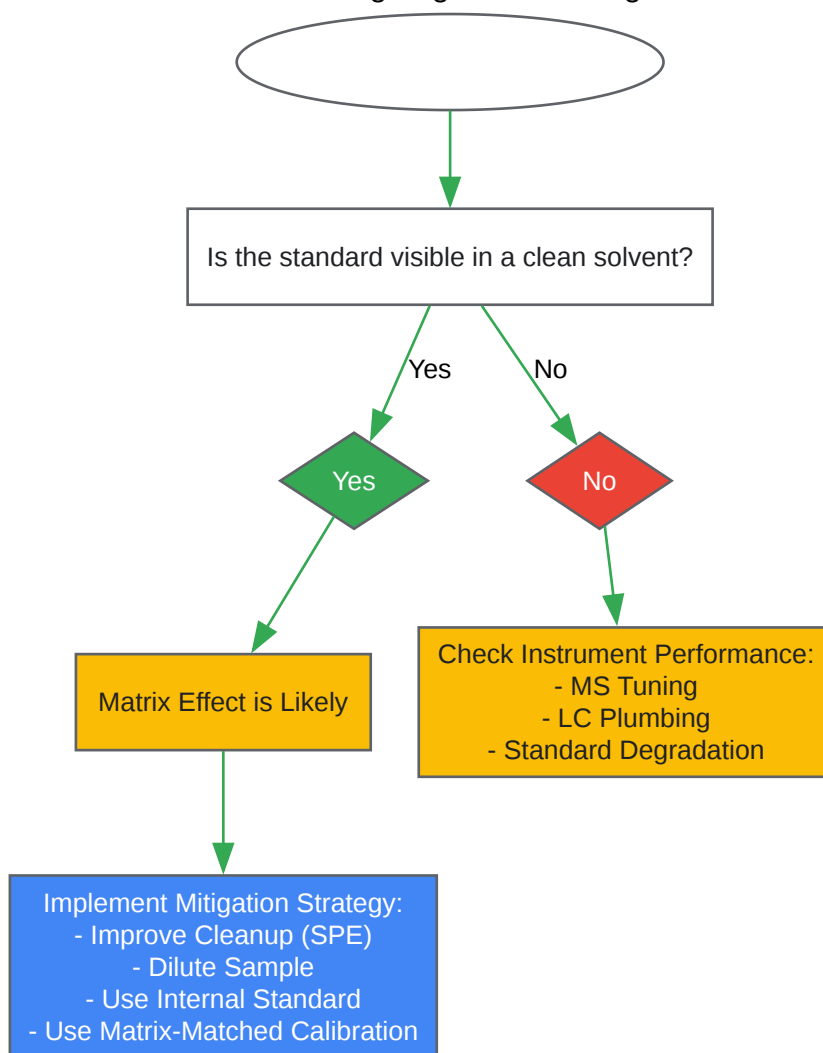 Is the standard visible in a clean solvent?
Yes
No
Yes
No
Check Instrument Performance:
- MS Tuning
- LC Plumbing
- Standard Degradation
Matrix Effect is Likely
Implement Mitigation Strategy:
- Improve Cleanup (SPE)
- Dilute Sample
- Use Internal Standard
- Use Matrix-Matched Calibration